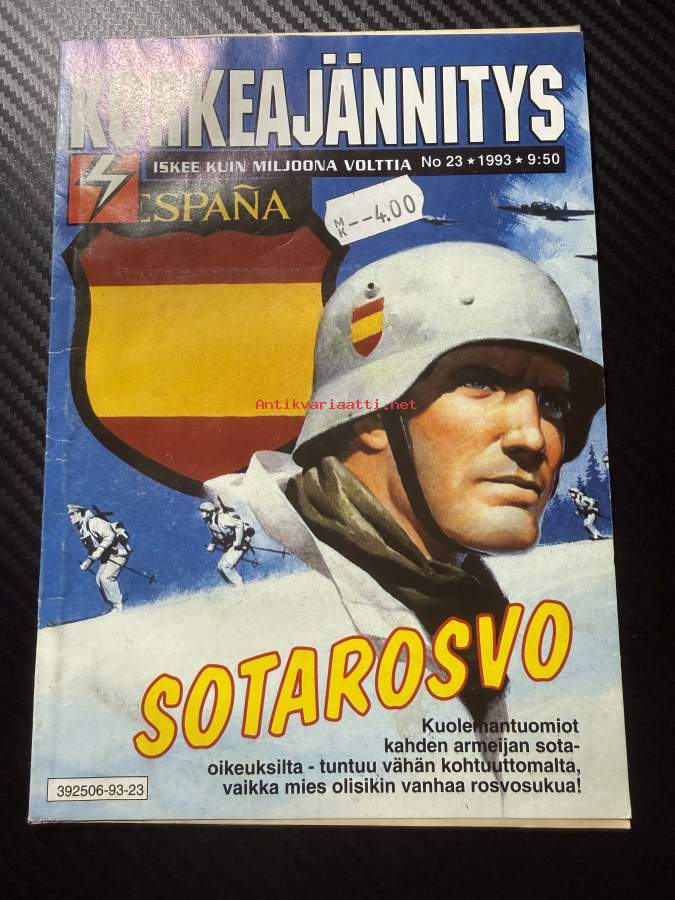 KORKEAJÄNNITYS
ISKEE KUIN MILJOONA VOLTTIA No 23 ★ 1993 ★ 9:50
ESPAÑA
MK --4.00
Antikvariaatti.net
SOTAROSVO
Kuolemantuomiot
kahden armeijan sota-
oikeuksilta - tuntuu vähän kohtuuttomalta,
vaikka mies olisikin vanhaa rosvosukua!
392506-93-23